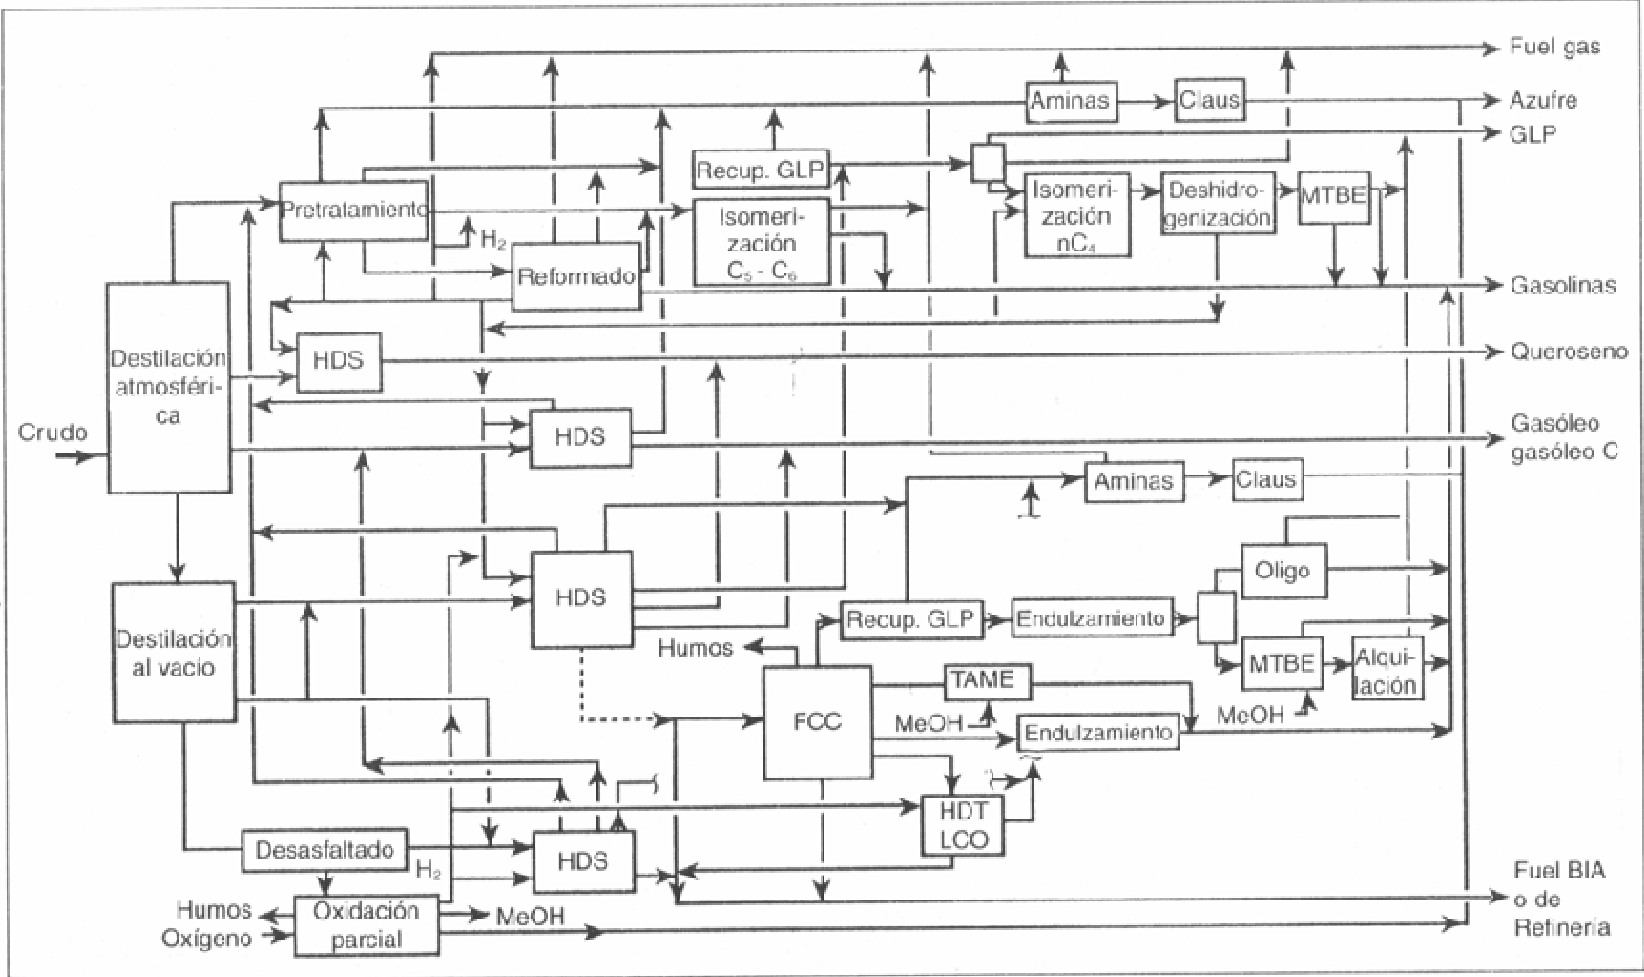 Fuel gas
Aminas
Claus
Azufre
GLP
Recup. GLP
Pretratamiento
Isomeri-
zación
nC₄
Deshidro-
genización
MTBE
H₂
Isomeri-
zación
C₅ - C₆
Reformado
Gasolinas
Destilación
atmosféri-
ca
HDS
Queroseno
Crudo
HDS
Gasóleo
gasóleo C
Aminas
Claus
Oligo
HDS
Destilación
al vacio
Recup. GLP
Endulzamiento
Humos
MTBE
Alqui-
lación
TAME
FCC
MeOH
MeOH
Endulzamiento
HDT
LCO
Desasfaltado
H₂
HDS
Fuel BIA
o de
Refinería
Humos
Oxígeno
Oxidación
parcial
MeOH